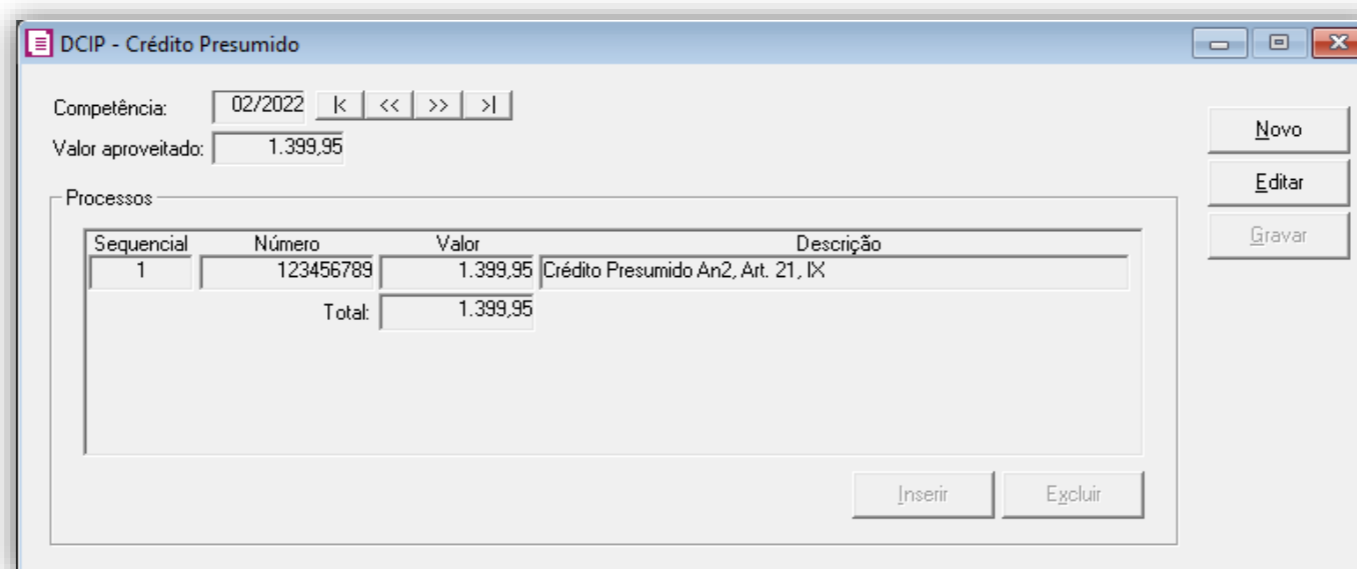 DCIP - Crédito Presumido
Competência: 02/2022 |< << >> >|
Valor aproveitado: 1.399,95
Novo
Editar
Gravar
Processos
Sequencial Número Valor Descrição
1 123456789 1.399,95 Crédito Presumido An2, Art. 21, IX
Total: 1.399,95
Inserir Excluir